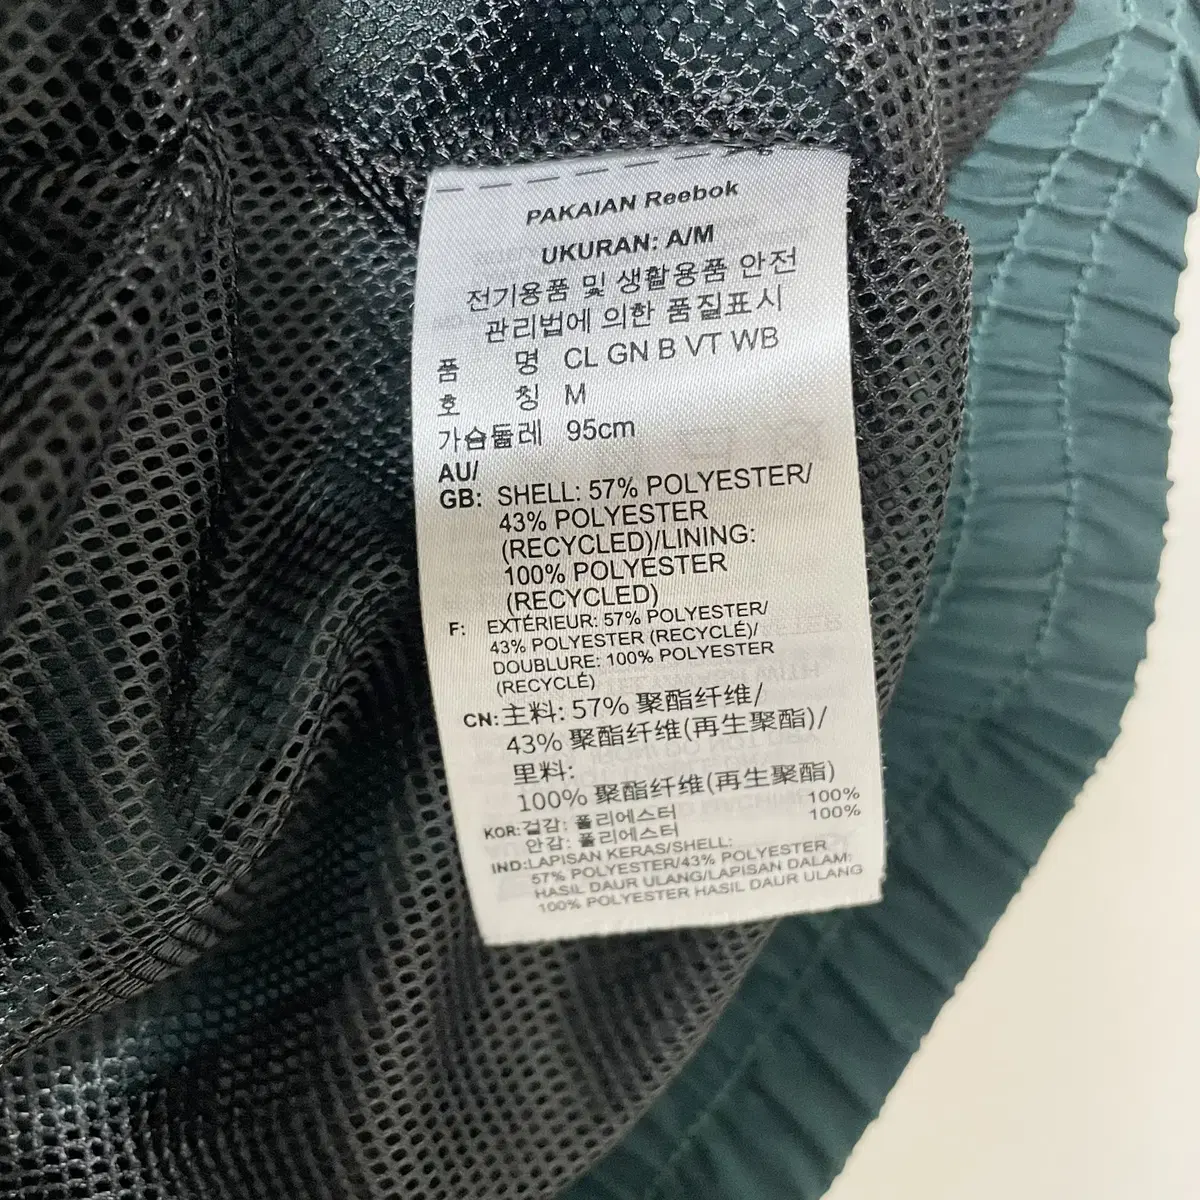 PAKAIAN Reebok
UKURAN: A/M
전기용품 및 생활용품 안전
관리법에 의한 품질표시
품 명 CL GN B VT WB
호 칭 M
가슴둘레 95cm
AU/
GB: SHELL: 57% POLYESTER/
43% POLYESTER
(RECYCLED)/LINING:
100% POLYESTER
(RECYCLED)
F: EXTÉRIEUR: 57% POLYESTER/
43% POLYESTER (RECYCLÉ)/
DOUBLURE: 100% POLYESTER
(RECYCLÉ)
CN: 主料: 57% 聚酯纤维/
43% 聚酯纤维(再生聚酯)/
里料:
100% 聚酯纤维(再生聚酯)
KOR: 겉감: 폴리에스터 100%
안감: 폴리에스터 100%
IND: LAPISAN KERAS/SHELL:
57% POLYESTER/43% POLYESTER
HASIL DAUR ULANG/LAPISAN DALAM:
100% POLYESTER HASIL DAUR ULANG